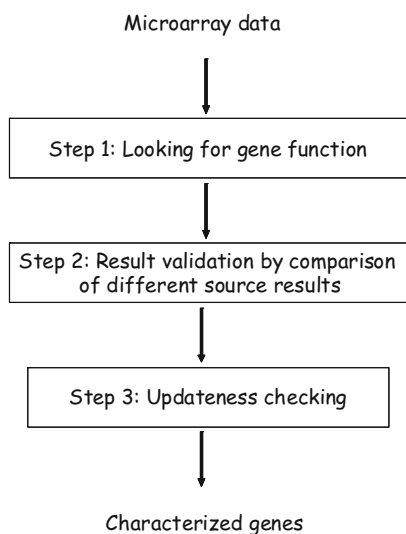 Microarray data
Step 1: Looking for gene function
Step 2: Result validation by comparison
of different source results
Step 3: Updateness checking
Characterized genes